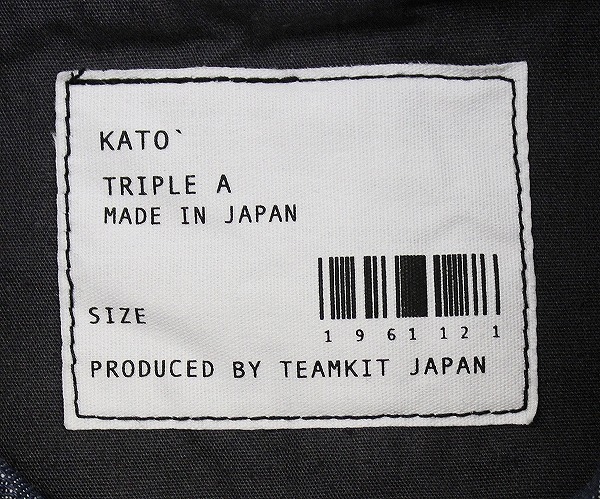 KATO`
TRIPLE A
MADE IN JAPAN
SIZE
1 9 6 1 1 2 1
PRODUCED BY TEAMKIT JAPAN